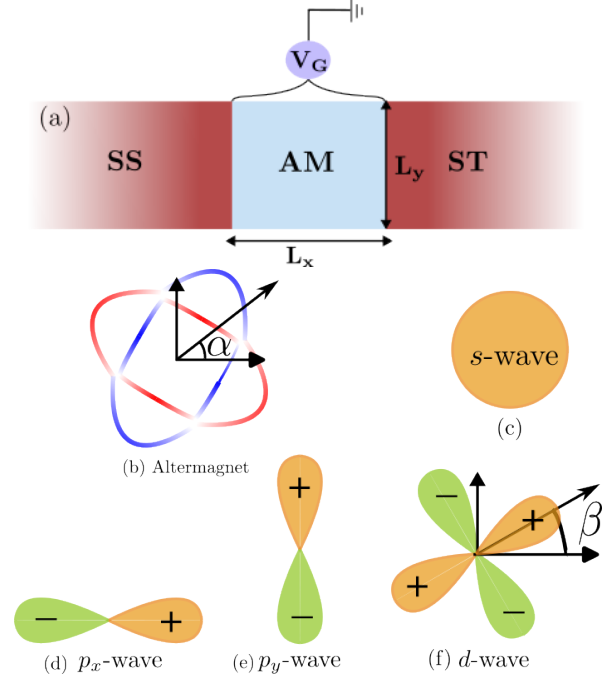 V_G
(a)
SS AM L_y ST
L_x
α
(b) Altermagnet
s-wave
(c)
+
−
− +
(d) p_x-wave
(e) p_y-wave
−
+
+
−
β
(f) d-wave